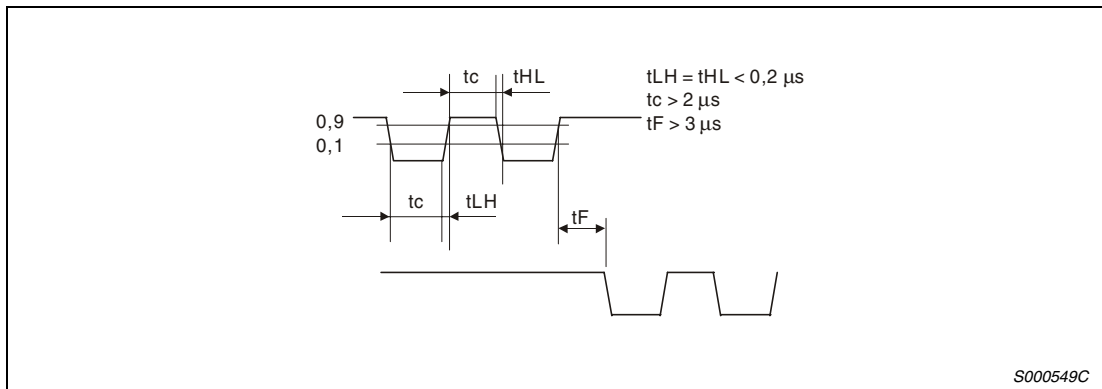 tc tHL tLH = tHL < 0,2 µs
tc > 2 µs
0,9 tF > 3 µs
0,1
tc tLH
tF
S000549C